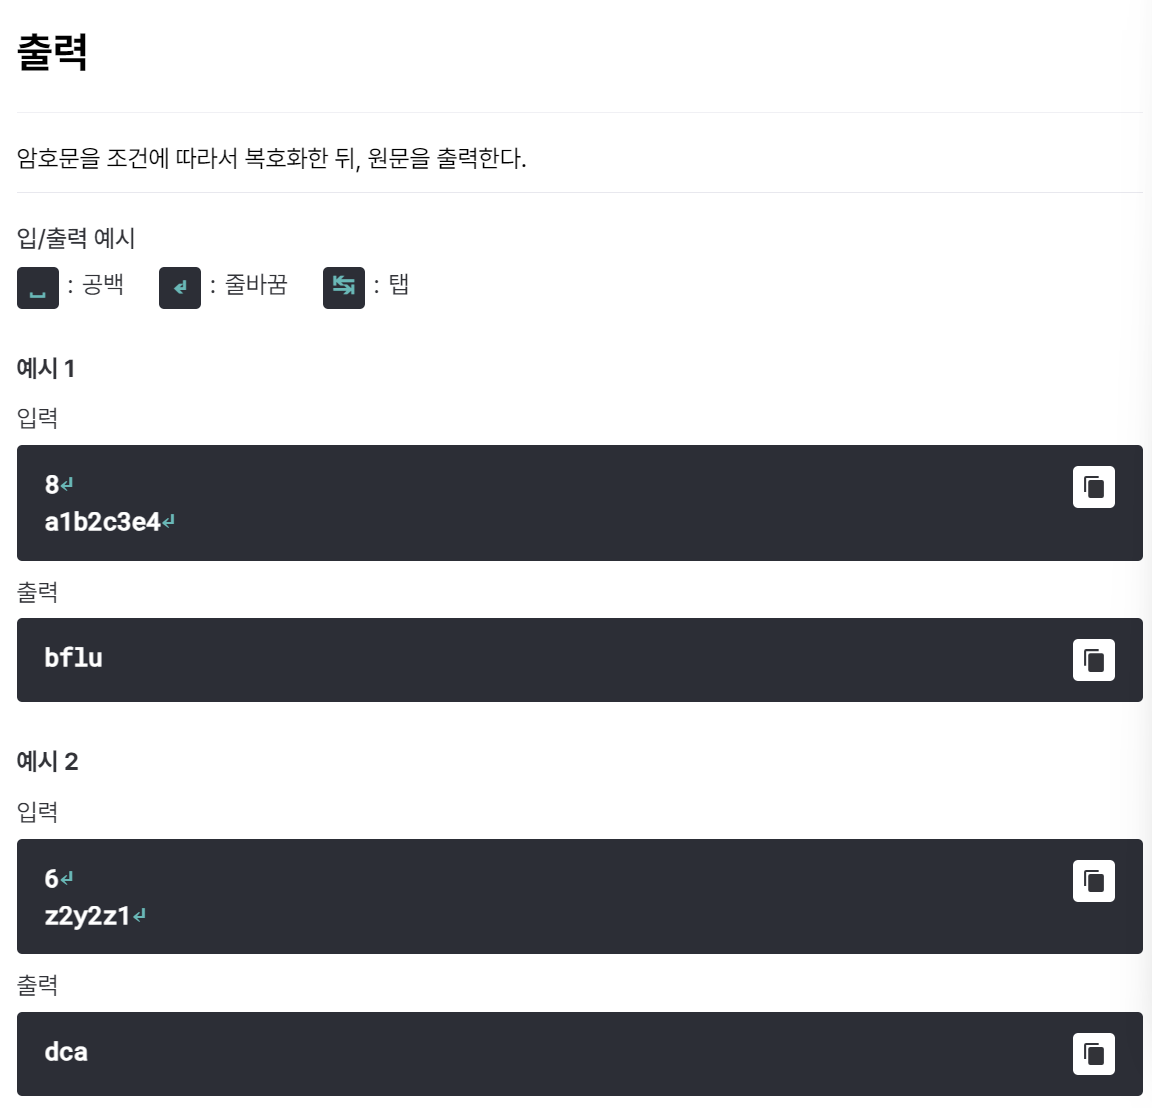 출력
암호문을 조건에 따라서 복호화한 뒤, 원문을 출력한다.
입/출력 예시
␣ : 공백 ↵ : 줄바꿈 ↹ : 탭
예시 1
입력
8↵
a1b2c3e4↵
출력
bflu
예시 2
입력
6↵
z2y2z1↵
출력
dca